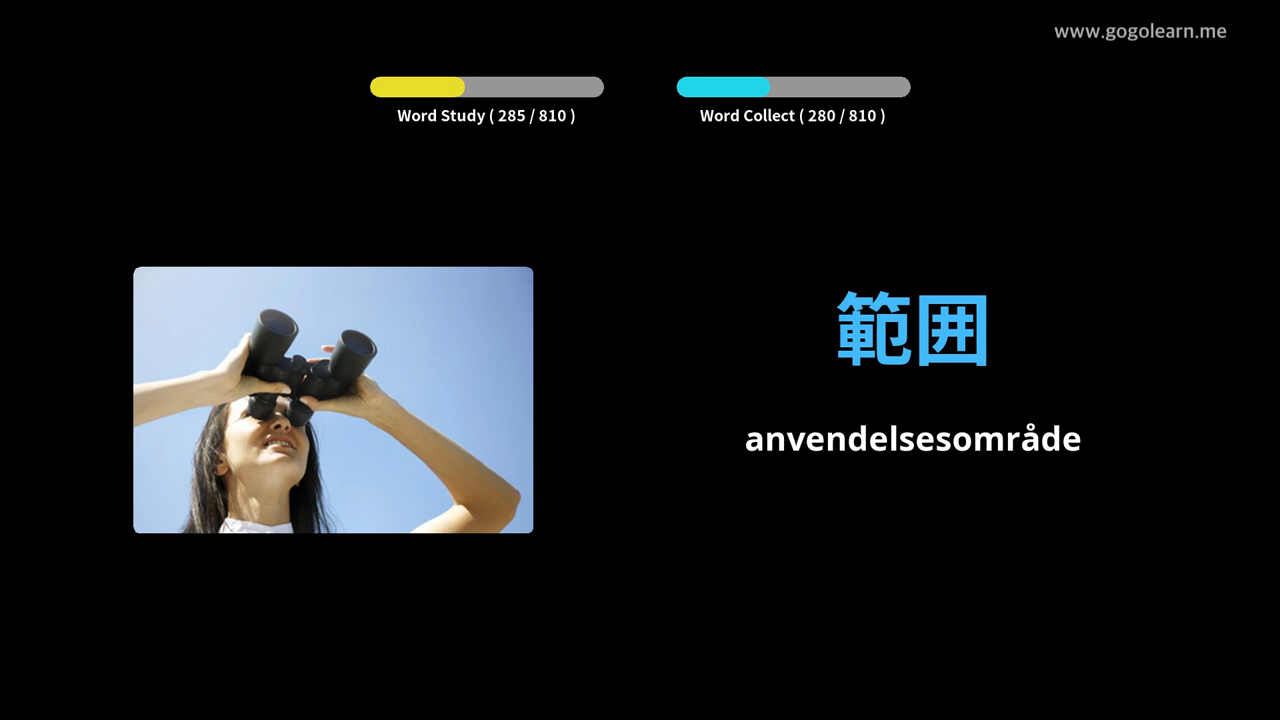 www.gogolearn.me
Word Study ( 285 / 810 )
Word Collect ( 280 / 810 )
範囲
anvendelsesområde